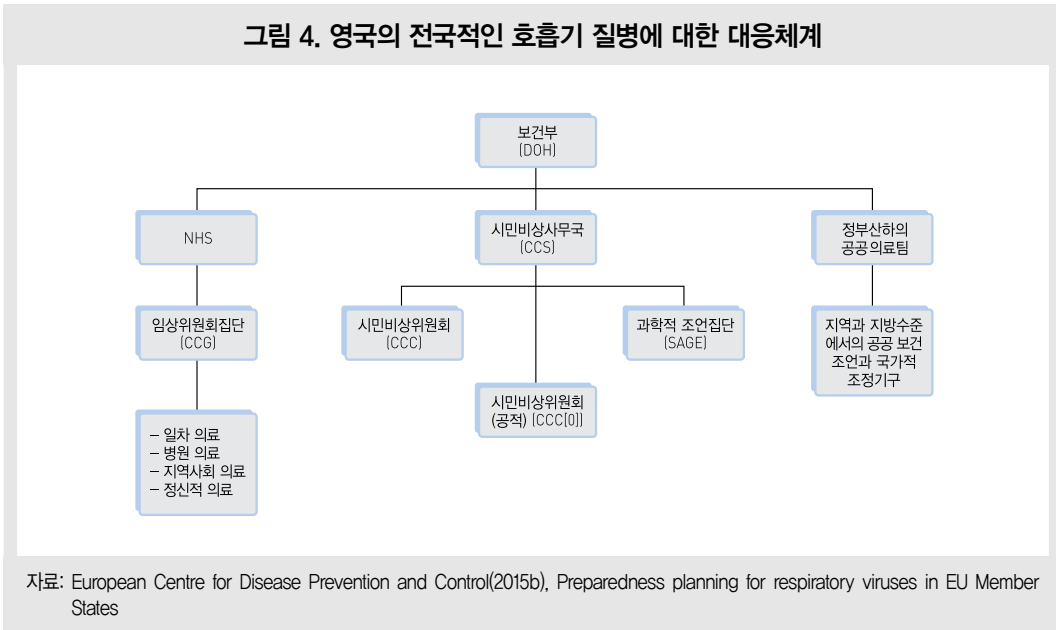 그림 4. 영국의 전국적인 호흡기 질병에 대한 대응체계
보건부
(DOH)
NHS
시민비상사무국
(CCS)
정부산하의
공공의료팀
임상위원회집단
(CCG)
시민비상위원회
(CCC)
과학적 조언집단
(SAGE)
지역과 지방수준
에서의 공공 보건
조언과 국가적
조정기구
시민비상위원회
(공적) (CCC[O])
– 일차 의료
– 병원 의료
– 지역사회 의료
– 정신적 의료
자료: European Centre for Disease Prevention and Control(2015b), Preparedness planning for respiratory viruses in EU Member
States